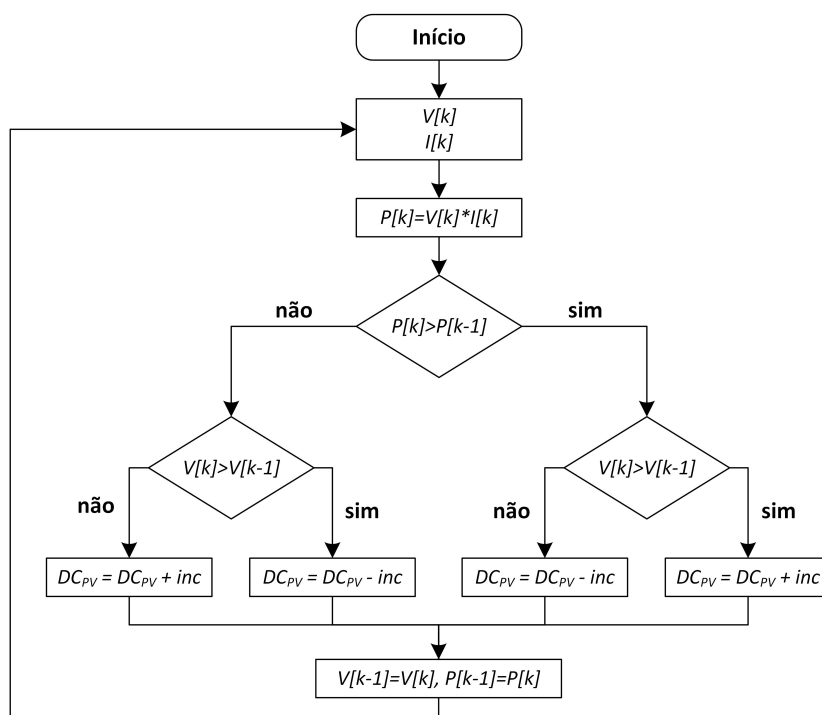 Início
V[k]
I[k]
P[k]=V[k]*I[k]
não
P[k]>P[k-1]
sim
V[k]>V[k-1]
V[k]>V[k-1]
não
sim
não
sim
DCPV = DCPV + inc
DCPV = DCPV - inc
DCPV = DCPV - inc
DCPV = DCPV + inc
V[k-1]=V[k], P[k-1]=P[k]